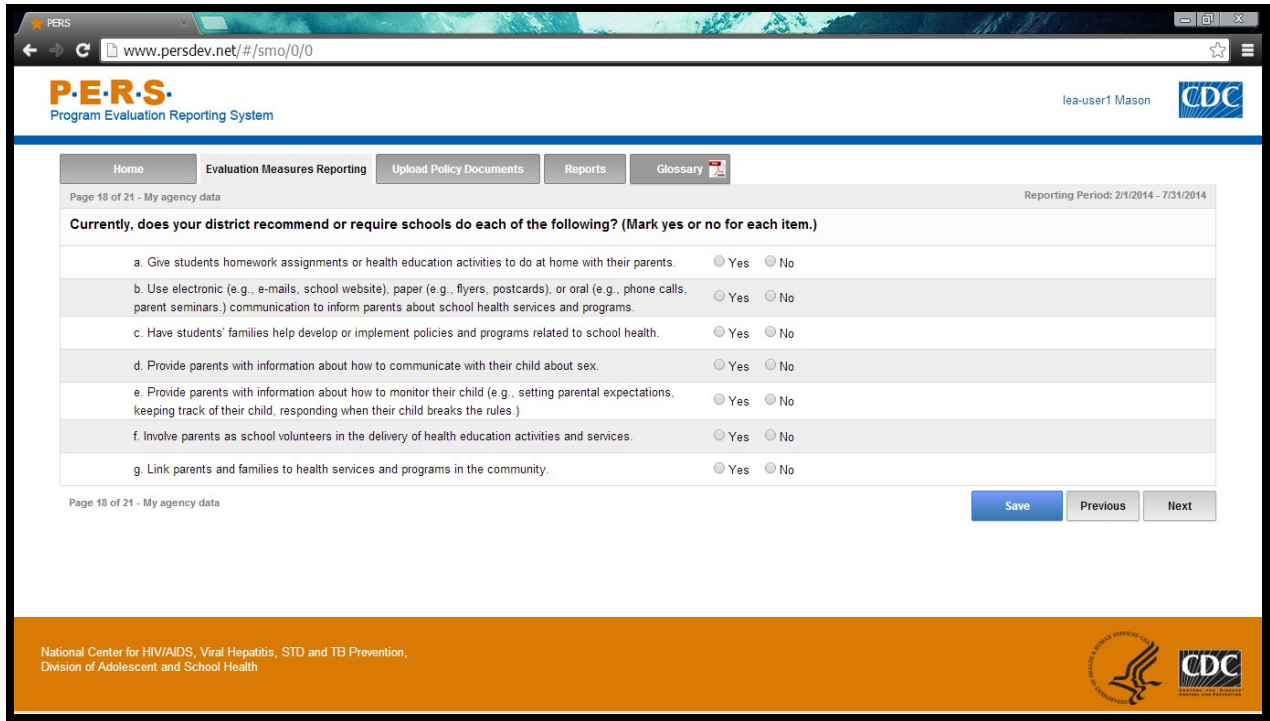 PERS
www.persdev.net/#/smo/0/0
P·E·R·S·
Program Evaluation Reporting System
lea-user1 Mason
CDC
Home
Evaluation Measures Reporting
Upload Policy Documents
Reports
Glossary
Page 18 of 21 - My agency data
Reporting Period: 2/1/2014 - 7/31/2014
Currently, does your district recommend or require schools do each of the following? (Mark yes or no for each item.)
a. Give students homework assignments or health education activities to do at home with their parents. Yes No
b. Use electronic (e.g., e-mails, school website), paper (e.g., flyers, postcards), or oral (e.g., phone calls,
parent seminars.) communication to inform parents about school health services and programs. Yes No
c. Have students' families help develop or implement policies and programs related to school health. Yes No
d. Provide parents with information about how to communicate with their child about sex. Yes No
e. Provide parents with information about how to monitor their child (e.g., setting parental expectations,
keeping track of their child, responding when their child breaks the rules.) Yes No
f. Involve parents as school volunteers in the delivery of health education activities and services. Yes No
g. Link parents and families to health services and programs in the community. Yes No
Page 18 of 21 - My agency data
Save
Previous
Next
National Center for HIV/AIDS, Viral Hepatitis, STD and TB Prevention,
Division of Adolescent and School Health
CDC
Centers for Disease
Control and Prevention